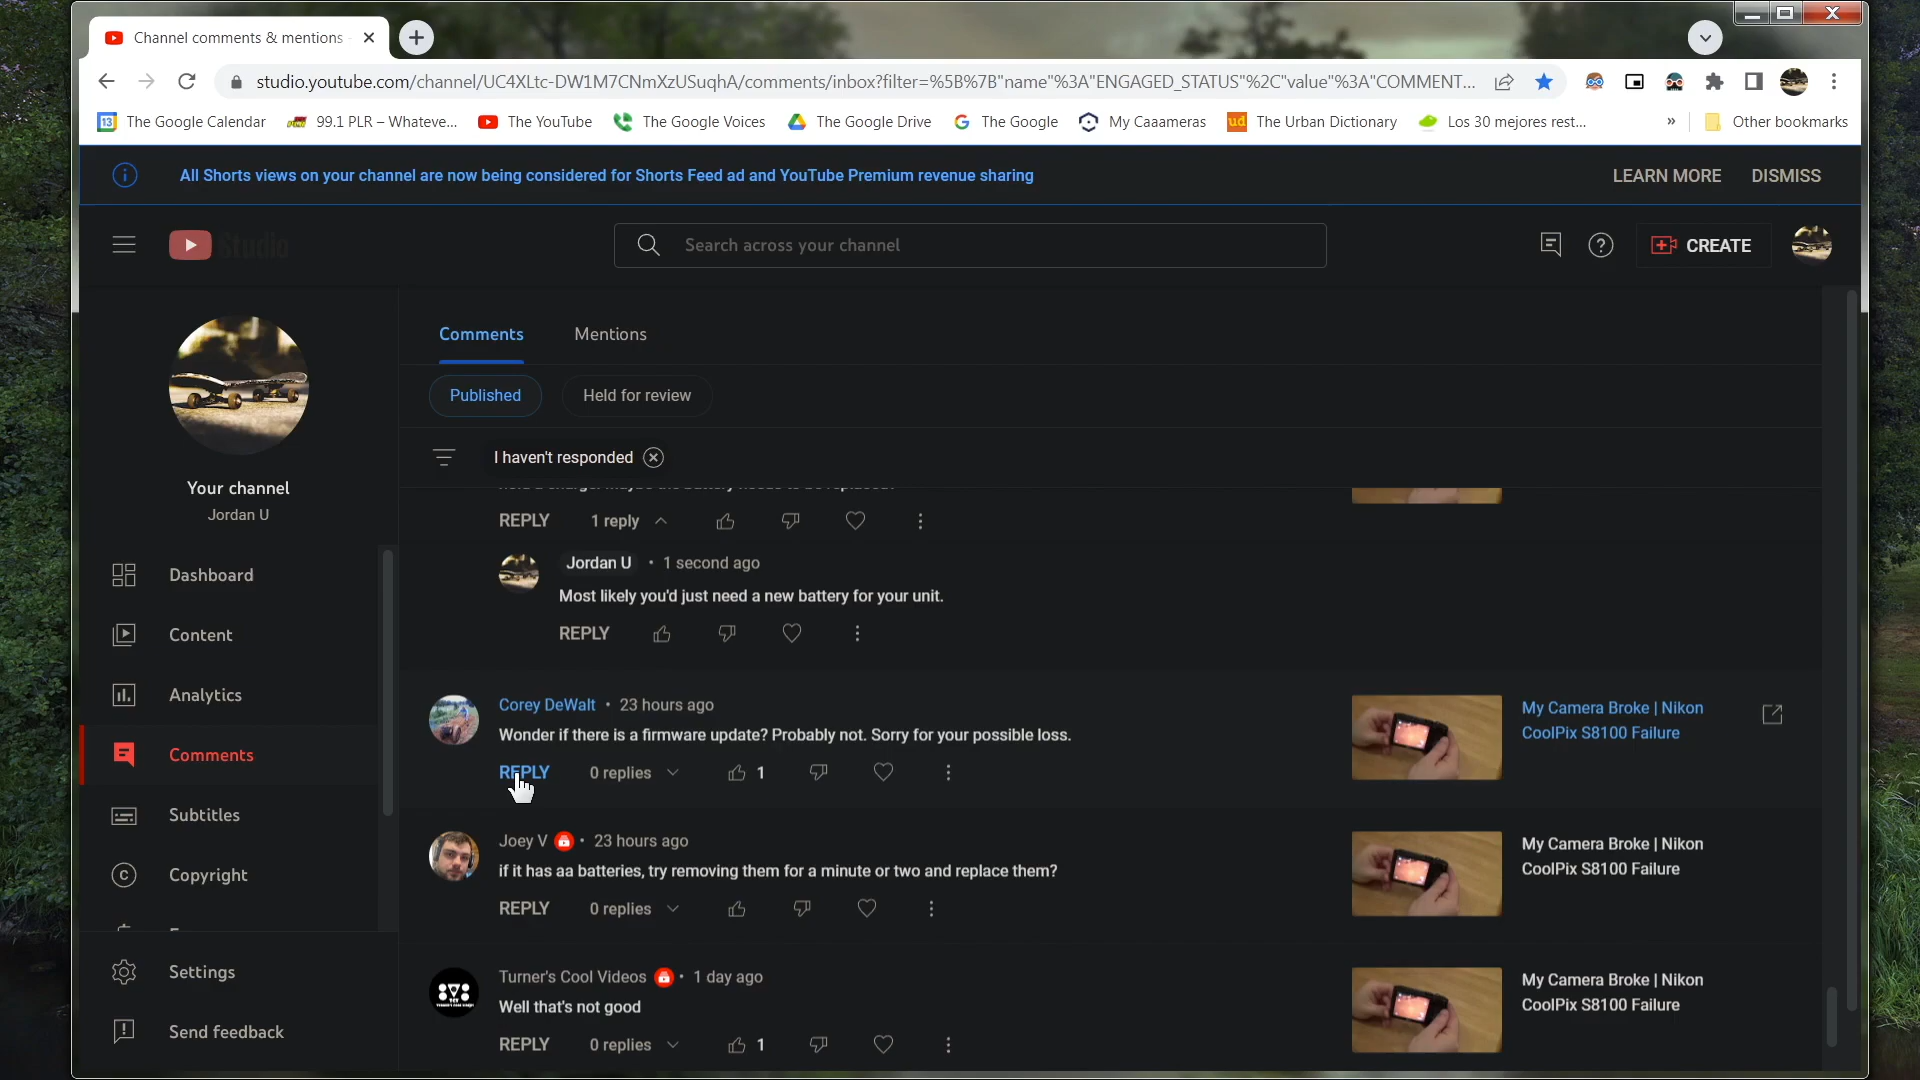 Channel comments & mentions
studio.youtube.com/channel/UC4XLtc-DW1M7CNmXzUSuqhA/comments/inbox?filter=%5B%7B"name"%3A"ENGAGED_STATUS"%2C"value"%3A"COMMENT...
13 The Google Calendar
99.1 PLR – Whateve...
The YouTube
The Google Voices
The Google Drive
G The Google
My Caaameras
ud The Urban Dictionary
Los 30 mejores rest...
»
Other bookmarks
All Shorts views on your channel are now being considered for Shorts Feed ad and YouTube Premium revenue sharing
LEARN MORE
DISMISS
Studio
Search across your channel
CREATE
Your channel
Jordan U
Dashboard
Content
Analytics
Comments
Subtitles
Copyright
Settings
Send feedback
Comments
Mentions
Published
Held for review
I haven't responded
REPLY 1 reply
Jordan U • 1 second ago
Most likely you'd just need a new battery for your unit.
REPLY
Corey DeWalt • 23 hours ago
Wonder if there is a firmware update? Probably not. Sorry for your possible loss.
REPLY 0 replies 1
My Camera Broke | Nikon
CoolPix S8100 Failure
Joey V • 23 hours ago
if it has aa batteries, try removing them for a minute or two and replace them?
REPLY 0 replies
My Camera Broke | Nikon
CoolPix S8100 Failure
Turner's Cool Videos • 1 day ago
Well that's not good
REPLY 0 replies 1
My Camera Broke | Nikon
CoolPix S8100 Failure